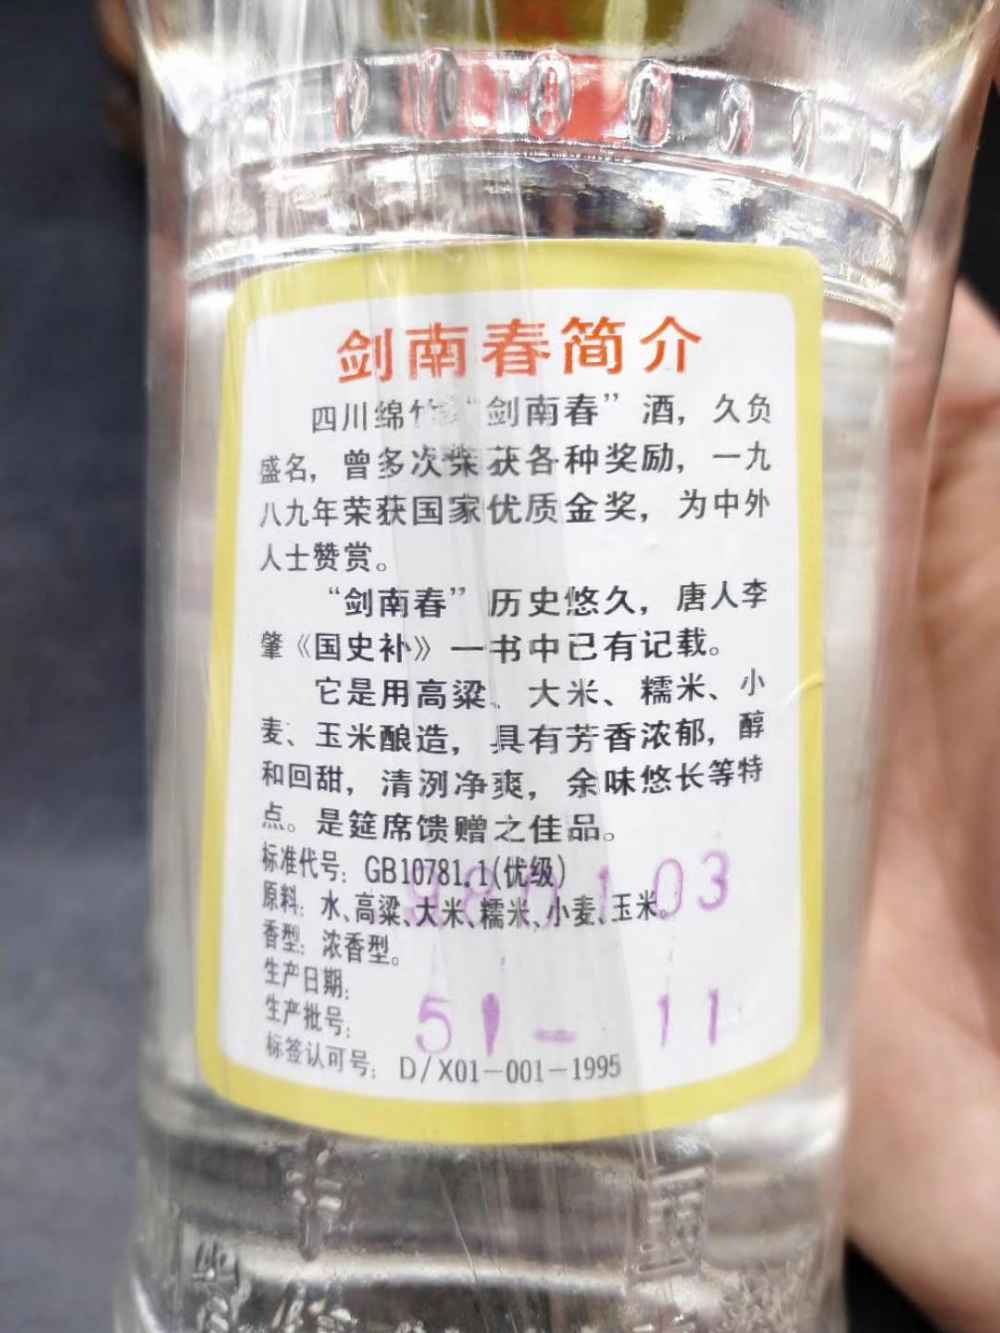 剑南春简介
四川绵竹“剑南春”酒，久负
盛名，曾多次荣获各种奖励，一九
八九年荣获国家优质金奖，为中外
人士赞赏。
“剑南春”历史悠久，唐人李
肇《国史补》一书中已有记载。
它是用高粱、大米、糯米、小
麦、玉米酿造，具有芳香浓郁，醇
和回甜，清洌净爽，余味悠长等特
点。是筵席馈赠之佳品。
标准代号：GB10781.1(优级)
原料：水、高粱、大米、糯米、小麦、玉米。
香型：浓香型。
生产日期：
980103
生产批号：
51-11
标签认可号：D/X01-001-1995